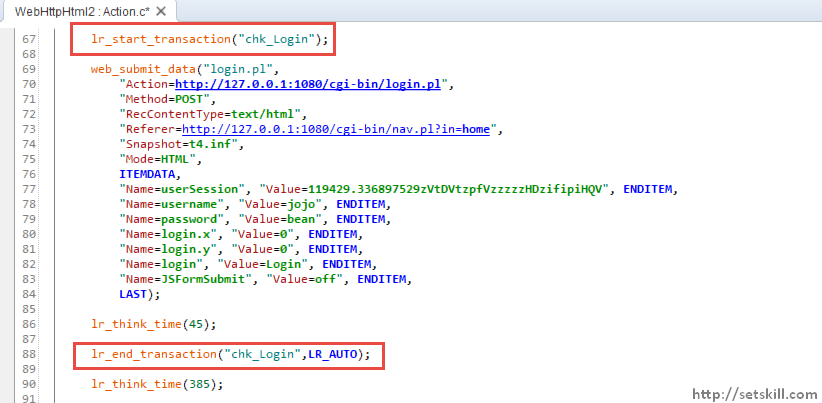 WebHttpHtml2 : Action.c*
67 lr_start_transaction("chk_Login");
68
69 web_submit_data("login.pl",
70 "Action=http://127.0.0.1:1080/cgi-bin/login.pl",
71 "Method=POST",
72 "RecContentType=text/html",
73 "Referer=http://127.0.0.1:1080/cgi-bin/nav.pl?in=home",
74 "Snapshot=t4.inf",
75 "Mode=HTML",
76 ITEMDATA,
77 "Name=userSession", "Value=119429.336897529zVtDVtzpfVzzzzzHDzifipiHQV", ENDITEM,
78 "Name=username", "Value=jojo", ENDITEM,
79 "Name=password", "Value=bean", ENDITEM,
80 "Name=login.x", "Value=0", ENDITEM,
81 "Name=login.y", "Value=0", ENDITEM,
82 "Name=login", "Value=Login", ENDITEM,
83 "Name=JSFormSubmit", "Value=off", ENDITEM,
84 LAST);
85
86 lr_think_time(45);
87
88 lr_end_transaction("chk_Login",LR_AUTO);
89
90 lr_think_time(385);
91
http://setskill.com